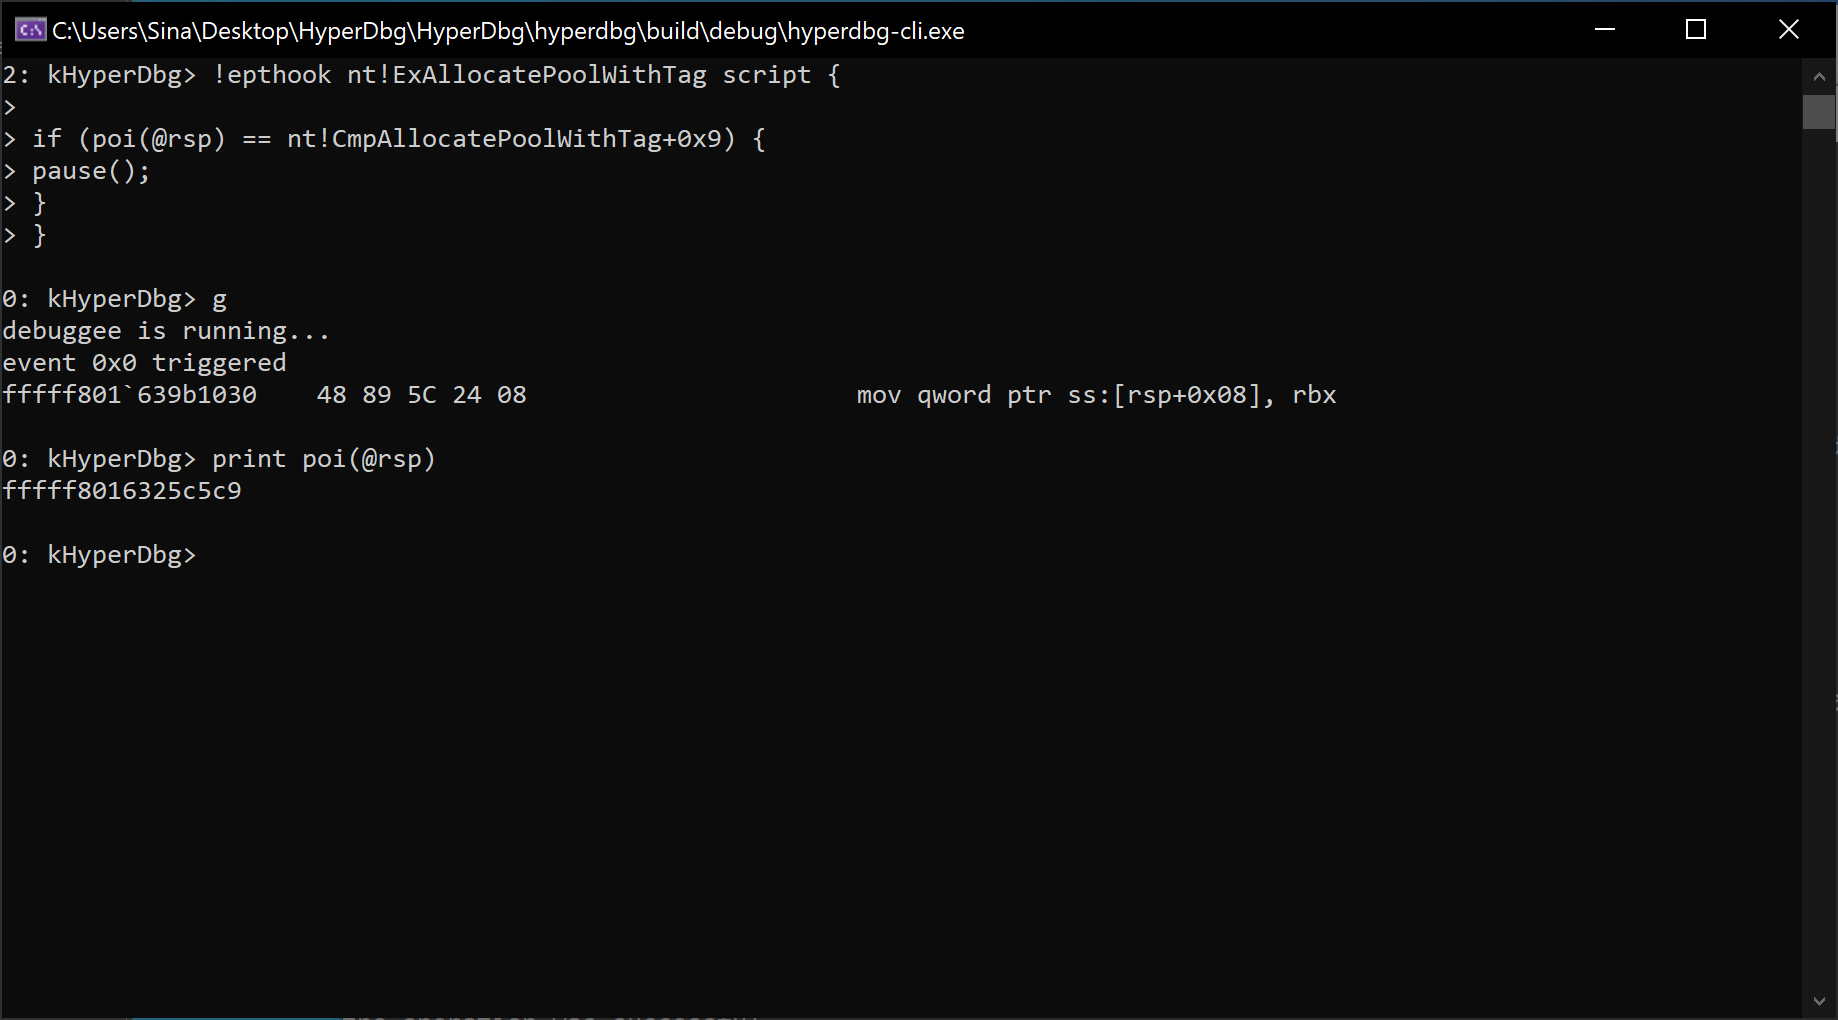 C:\Users\Sina\Desktop\HyperDbg\HyperDbg\hyperdbg\build\debug\hyperdbg-cli.exe
2: kHyperDbg> !epthook nt!ExAllocatePoolWithTag script {
>
> if (poi(@rsp) == nt!CmpAllocatePoolWithTag+0x9) {
> pause();
> }
> }
0: kHyperDbg> g
debuggee is running...
event 0x0 triggered
fffff801`639b1030    48 89 5C 24 08                      mov qword ptr ss:[rsp+0x08], rbx
0: kHyperDbg> print poi(@rsp)
fffff8016325c5c9
0: kHyperDbg>